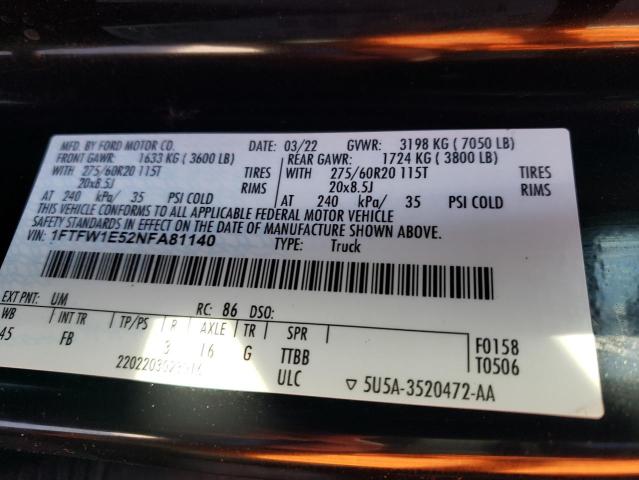 MFD. BY FORD MOTOR CO.
DATE: 03/22 GVWR: 3198 KG ( 7050 LB)
FRONT GAWR: 1633 KG ( 3600 LB) REAR GAWR: 1724 KG ( 3800 LB)
WITH 275/60R20 115T TIRES WITH 275/60R20 115T TIRES
20x8.5J RIMS 20x8.5J RIMS
AT 240 kPa/ 35 PSI COLD AT 240 kPa/ 35 PSI COLD
THIS VEHICLE CONFORMS TO ALL APPLICABLE FEDERAL MOTOR VEHICLE
SAFETY STANDARDS IN EFFECT ON THE DATE OF MANUFACTURE SHOWN ABOVE.
VIN: 1FTFW1E52NFA81140 TYPE: Truck
EXT PNT: UM RC: 86 DSO:
WB INT TR TP/PS R AXLE TR SPR
45 FB 3 16 G TTBB
ULC
F0158
T0506
▽ 5U5A-3520472-AA